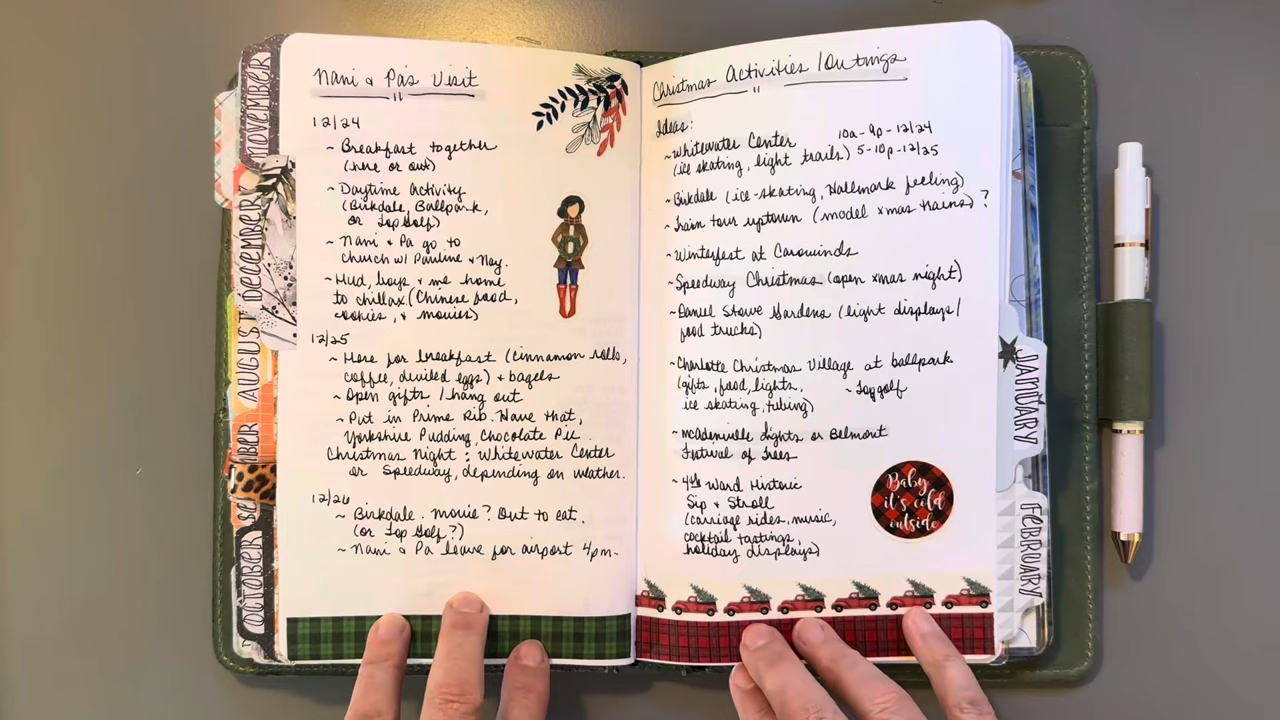 Nani & Pa's Visit
12/24
~ Breakfast together
(here or out)
~ Daytime activity
(Birkdale, Ballpark,
or Top Golf)
~ Nani & Pa go to
church w/ Pauline & Nay.
~ Hud, boys & me home
to chillax (Chinese food,
cookies, & movies)
12/25
~ Here for breakfast (cinnamon rolls,
coffee, deviled eggs) & bagels
~ Open gifts / hang out
~ Put in Prime Rib. Have that,
Yorkshire Pudding, Chocolate Pie.
Christmas Night: Whitewater Center
or Speedway, depending on weather.
12/26
~ Birkdale. Movie? Out to eat.
(or Top Golf?)
~ Nani & Pa leave for airport 4pm-
Christmas Activities / Outings
Ideas:
~ Whitewater Center 10a-9p-12/24
(ice skating, light trails) 5-10p-12/25
~ Birkdale (ice-skating, Hallmark feeling)
~ Train tour uptown (model xmas trains) ?
~ Winterfest at Carowinds
~ Speedway Christmas (open xmas night)
~ Daniel Stowe Gardens (light displays/
food trucks)
~ Charlotte Christmas Village at ballpark
(gifts, food, lights, ~ Topgolf
ice skating, tubing)
~ McAdenville Lights or Belmont
Festival of Trees
~ 4th Ward Historic
Sip & Stroll
(carriage rides, music,
cocktail tastings,
holiday displays)
Baby
it's cold
outside
NOVEMBER
DECEMBER
AUGUST
BER
SE
OCTOBER
JANUARY
FEBRUARY